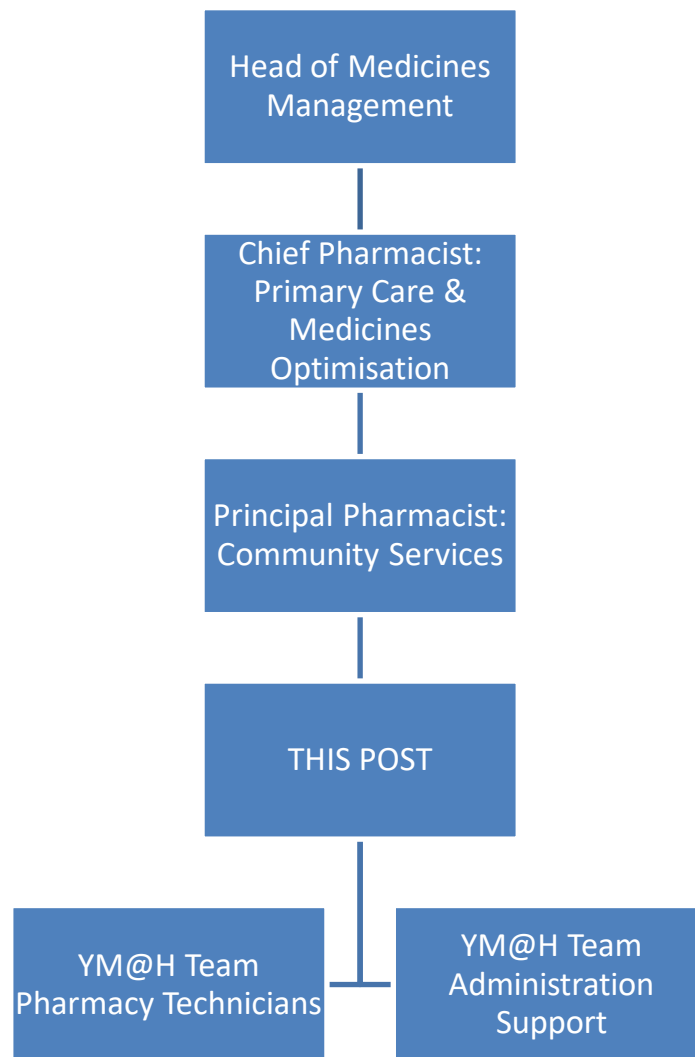 Head of Medicines
Management
Chief Pharmacist:
Primary Care &
Medicines
Optimisation
Principal Pharmacist:
Community Services
THIS POST
YM@H Team
Pharmacy Technicians
YM@H Team
Administration
Support